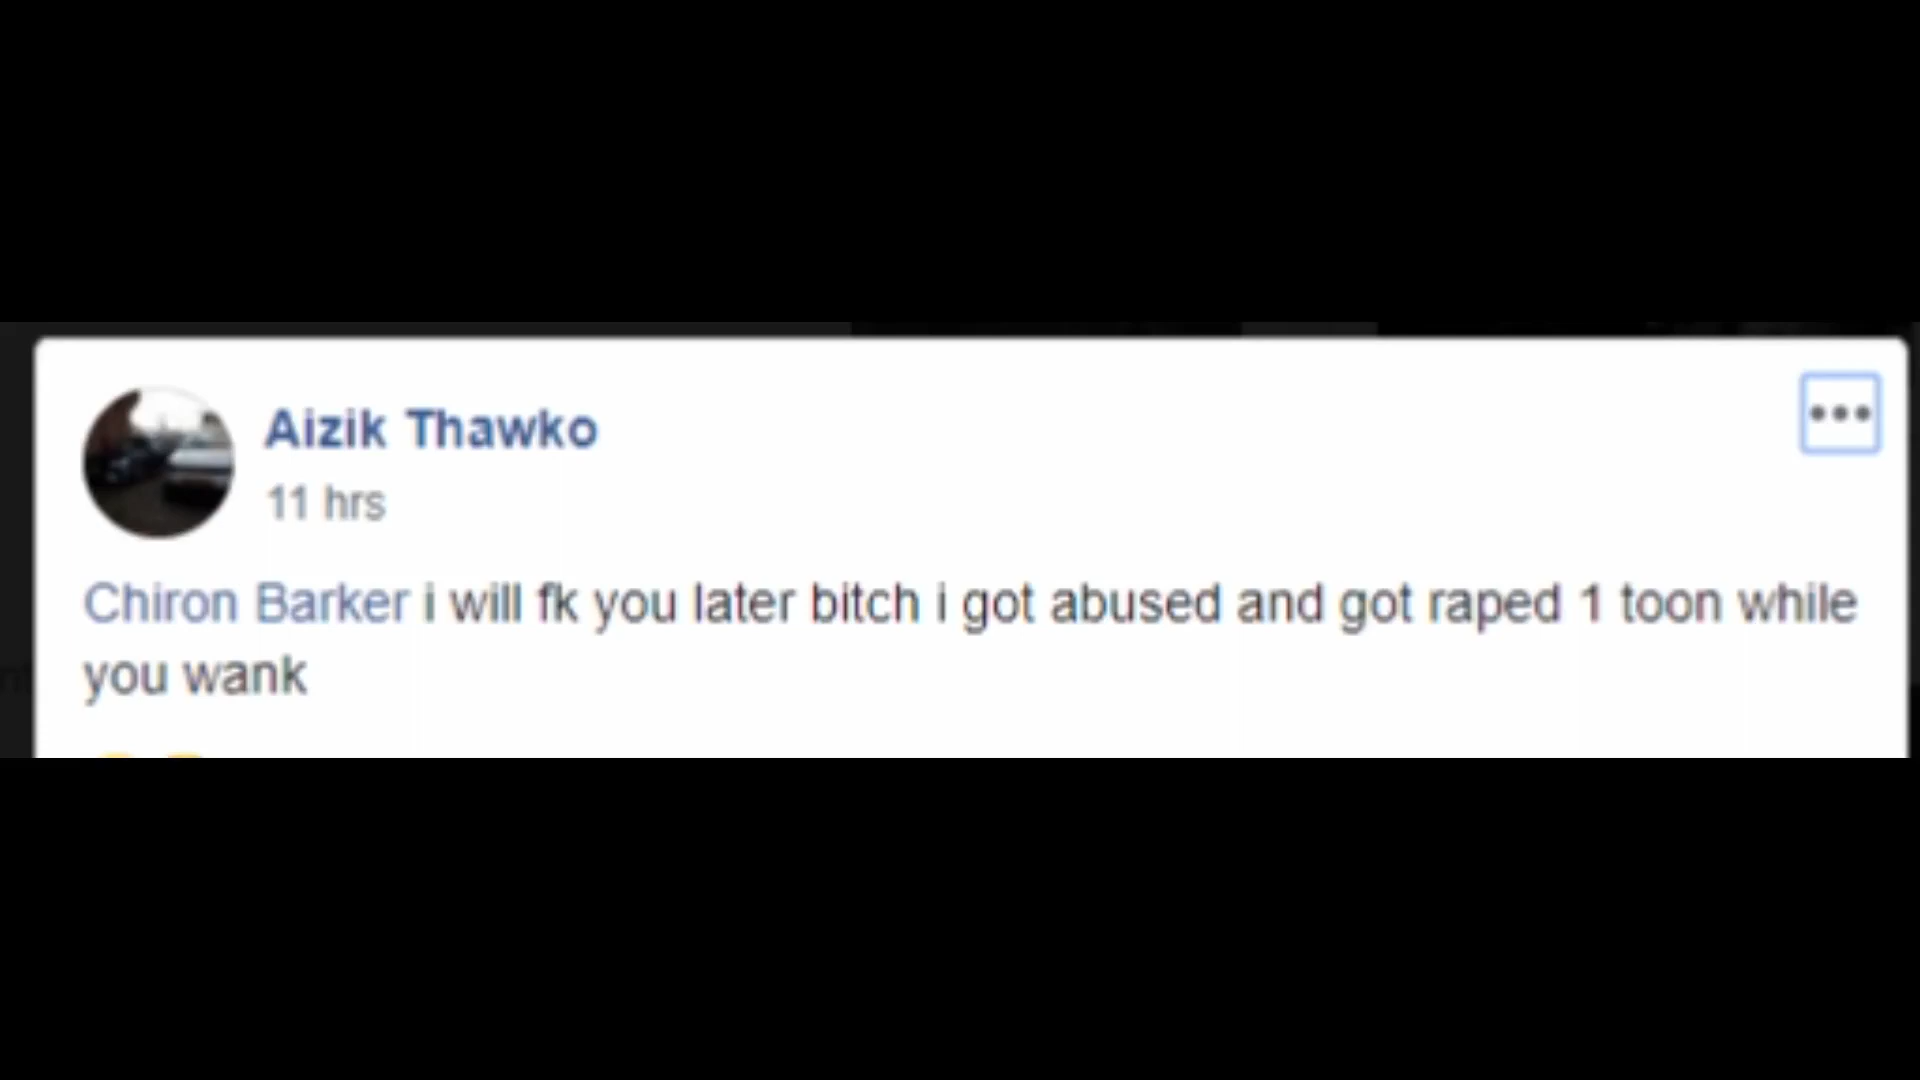 Aizik Thawko
11 hrs
Chiron Barker i will fk you later bitch i got abused and got raped 1 toon while
you wank